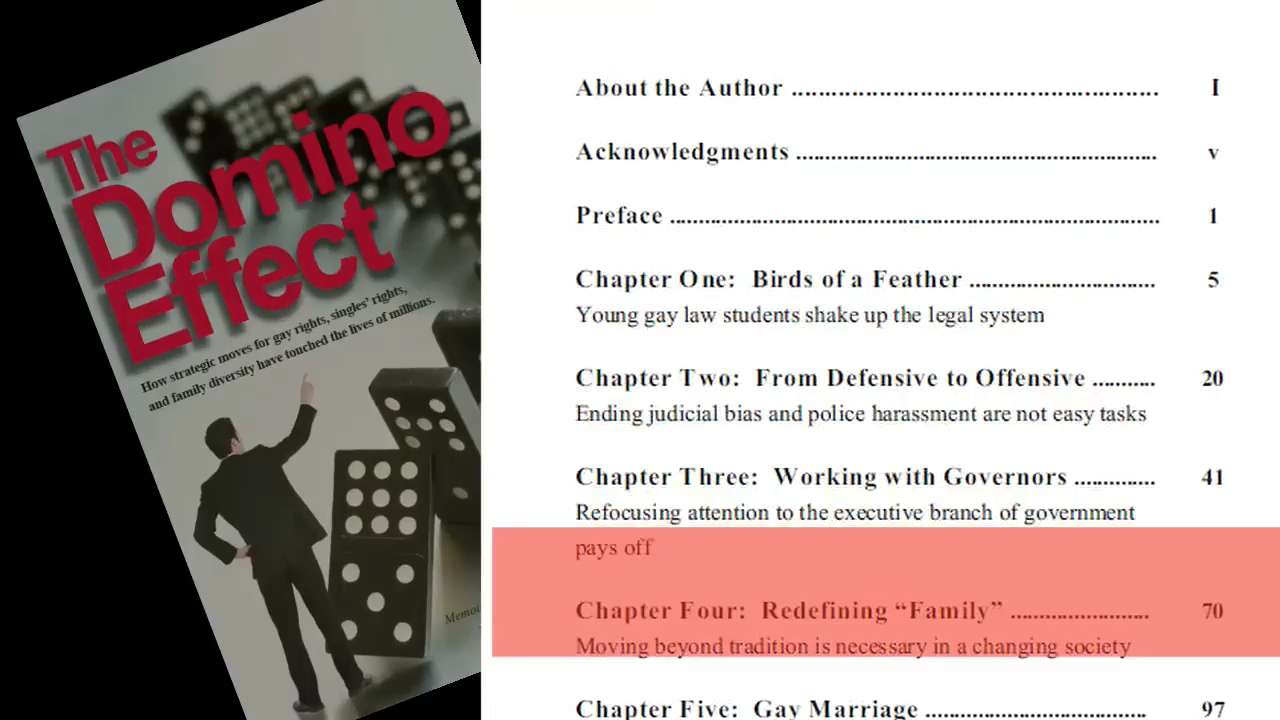 The
Domino
Effect
How strategic moves for gay rights, singles' rights,
and family diversity have touched the lives of millions.
About the Author .......................................................... I
Acknowledgments .......................................................... v
Preface .......................................................... 1
Chapter One: Birds of a Feather ............................. 5
Young gay law students shake up the legal system
Chapter Two: From Defensive to Offensive ........... 20
Ending judicial bias and police harassment are not easy tasks
Chapter Three: Working with Governors .............. 41
Refocusing attention to the executive branch of government
pays off
Chapter Four: Redefining “Family” ...................... 70
Moving beyond tradition is necessary in a changing society
Chapter Five: Gay Marriage .................................... 97